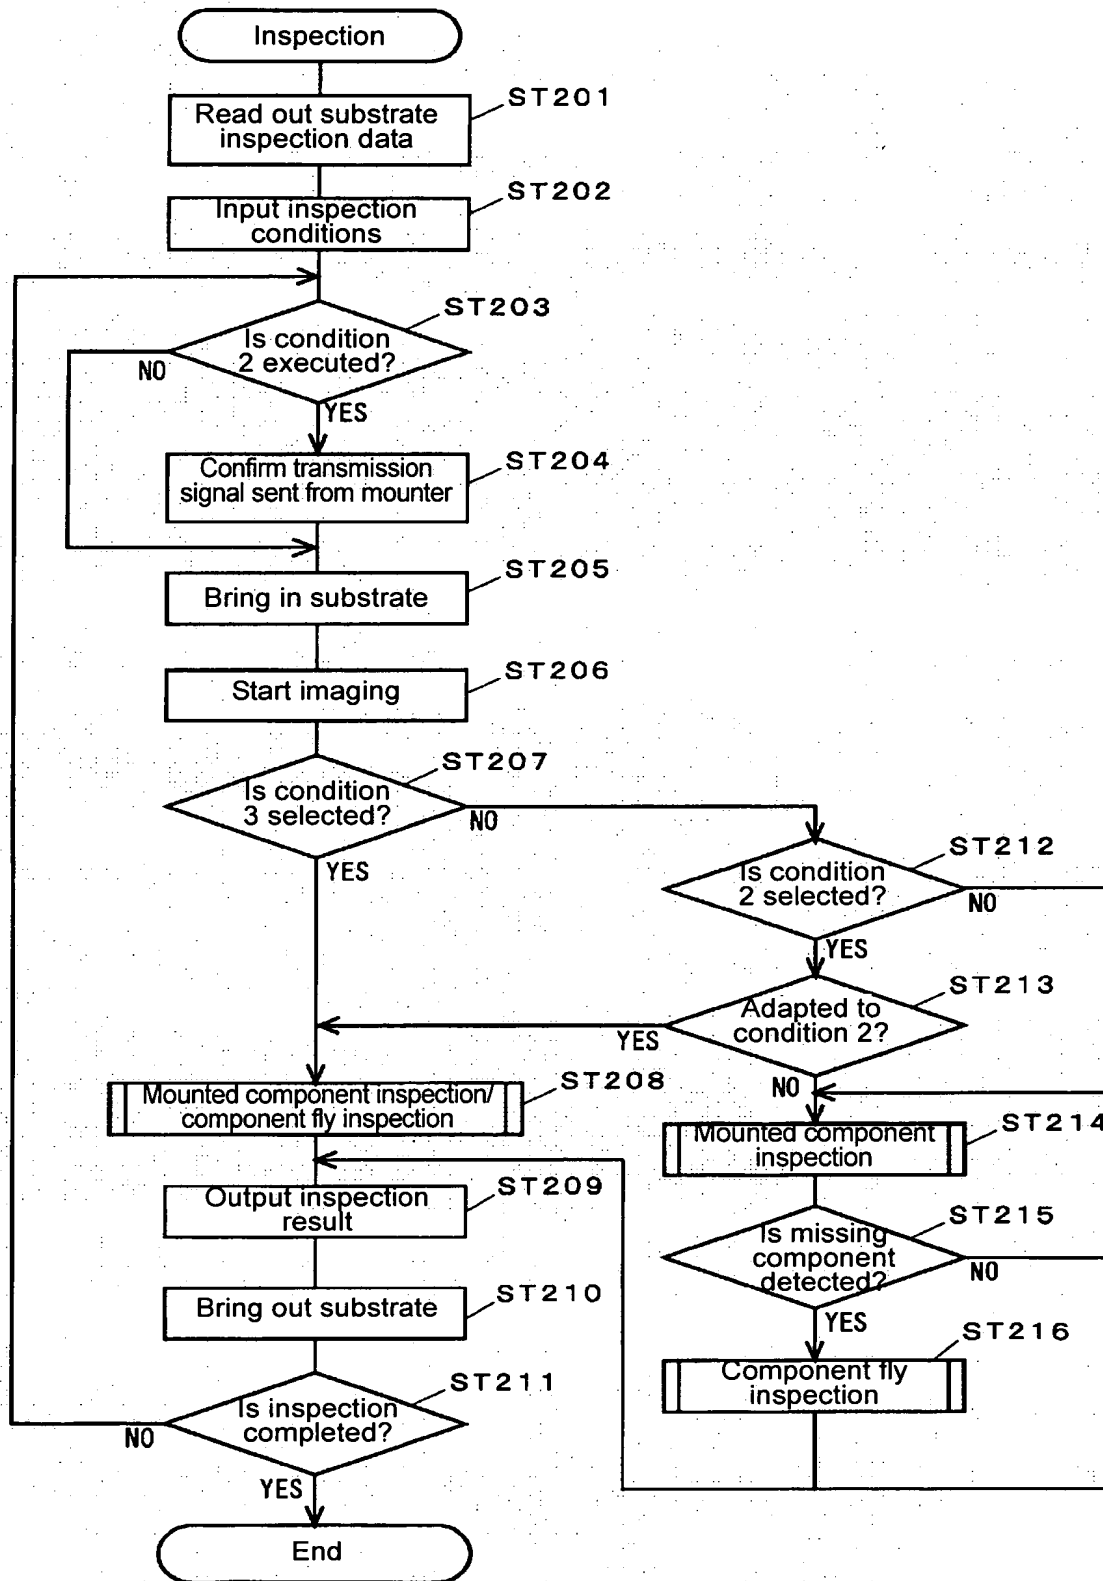 Inspection
ST201
Read out substrate
inspection data
ST202
Input inspection
conditions
ST203
Is condition
2 executed?
NO
YES
ST204
Confirm transmission
signal sent from mounter
ST205
Bring in substrate
ST206
Start imaging
ST207
Is condition
3 selected?
NO
YES
ST212
Is condition
2 selected?
NO
YES
ST213
Adapted to
condition 2?
YES
NO
ST208
Mounted component inspection/
component fly inspection
ST214
Mounted component
inspection
ST209
Output inspection
result
ST215
Is missing
component
detected?
NO
YES
ST210
Bring out substrate
ST216
Component fly
inspection
ST211
Is inspection
completed?
NO
YES
End